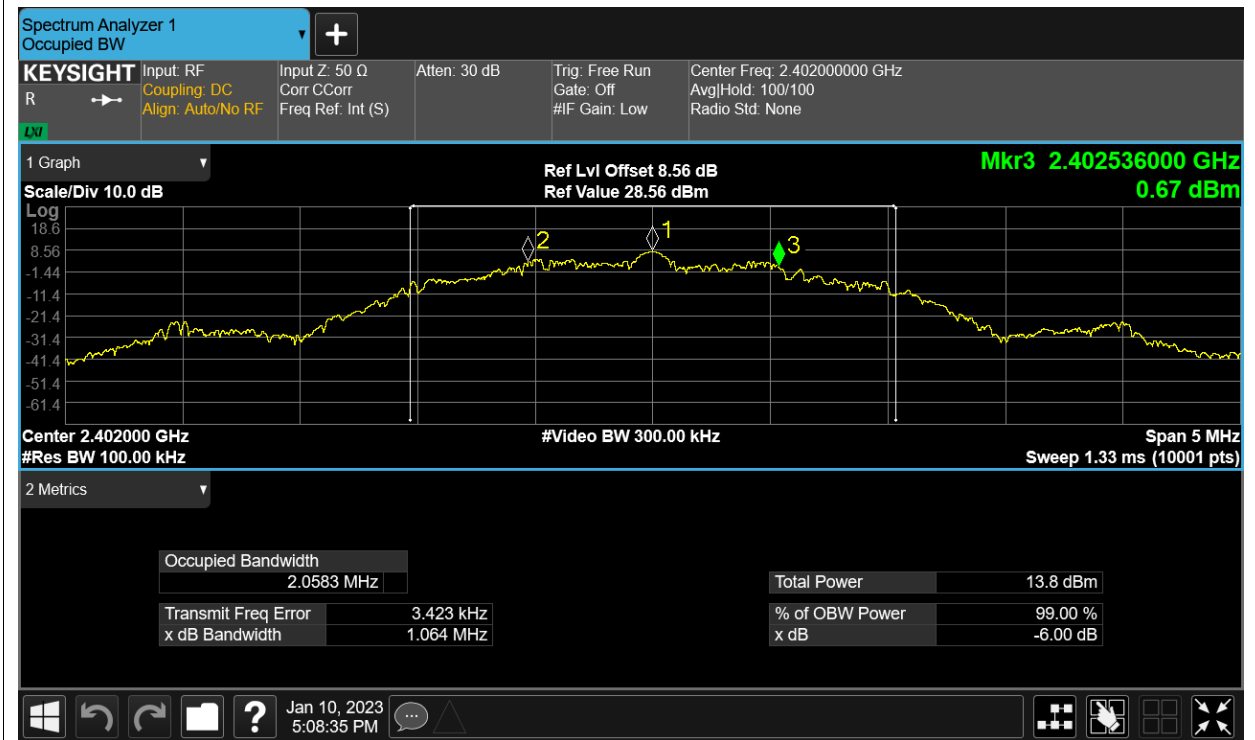 Spectrum Analyzer 1
Occupied BW
KEYSIGHT
R
LXI
Input: RF
Coupling: DC
Align: Auto/No RF
Input Z: 50 Ω
Corr CCorr
Freq Ref: Int (S)
Atten: 30 dB
Trig: Free Run
Gate: Off
#IF Gain: Low
Center Freq: 2.402000000 GHz
Avg|Hold: 100/100
Radio Std: None
1 Graph
Scale/Div 10.0 dB
Ref Lvl Offset 8.56 dB
Ref Value 28.56 dBm
Mkr3 2.402536000 GHz
0.67 dBm
Log
18.6
8.56
-1.44
-11.4
-21.4
-31.4
-41.4
-51.4
-61.4
2
1
3
Center 2.402000 GHz
#Video BW 300.00 kHz
Span 5 MHz
#Res BW 100.00 kHz
Sweep 1.33 ms (10001 pts)
2 Metrics
Occupied Bandwidth
2.0583 MHz
Total Power 13.8 dBm
Transmit Freq Error 3.423 kHz
% of OBW Power 99.00 %
x dB Bandwidth 1.064 MHz
x dB -6.00 dB
?
Jan 10, 2023
5:08:35 PM